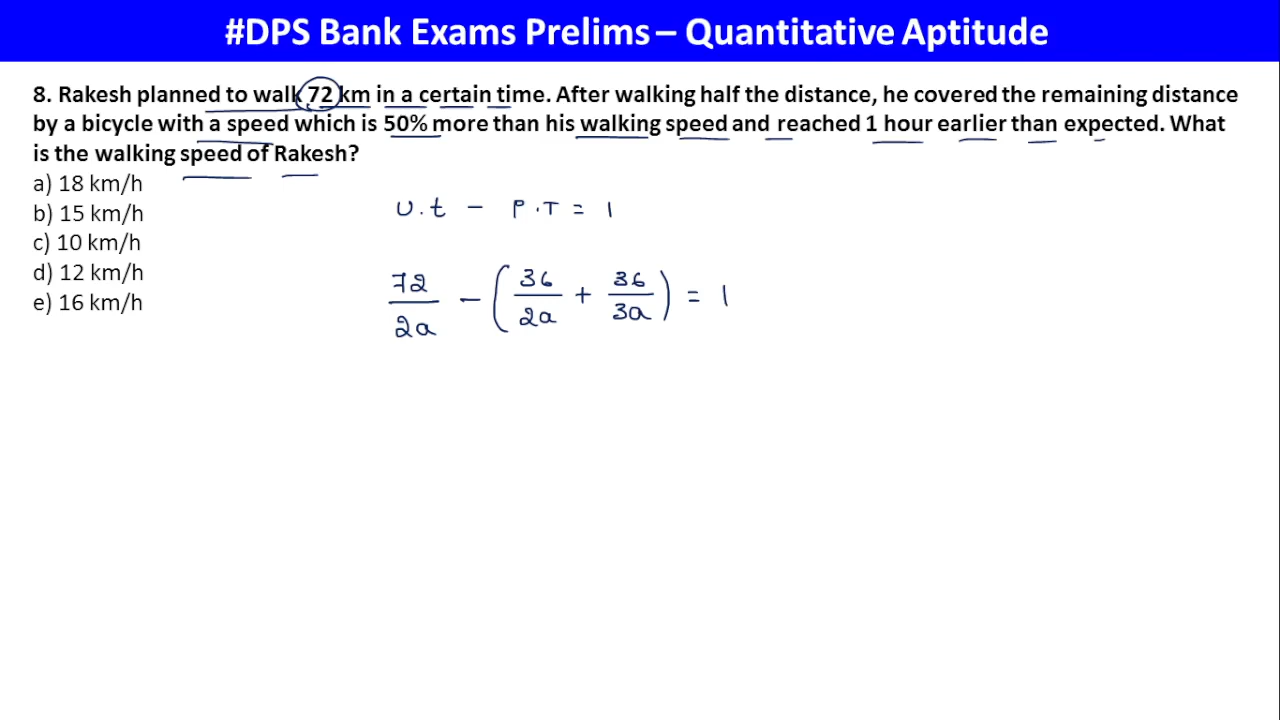 #DPS Bank Exams Prelims – Quantitative Aptitude
8. Rakesh planned to walk 72 km in a certain time. After walking half the distance, he covered the remaining distance
by a bicycle with a speed which is 50% more than his walking speed and reached 1 hour earlier than expected. What
is the walking speed of Rakesh?
a) 18 km/h
b) 15 km/h
c) 10 km/h
d) 12 km/h
e) 16 km/h
U.t - P.T = 1
72/2a - (36/2a + 36/3a) = 1